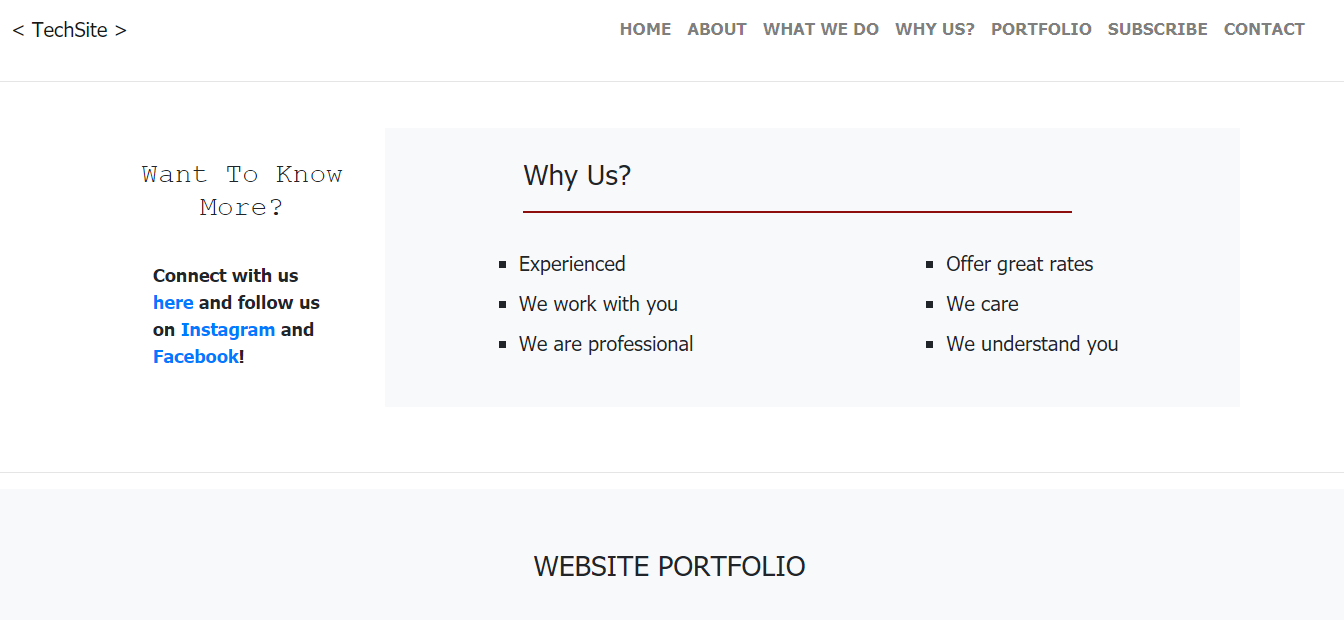 < TechSite >
HOME ABOUT WHAT WE DO WHY US? PORTFOLIO SUBSCRIBE CONTACT
Want To Know
More?
Connect with us
here and follow us
on Instagram and
Facebook!
Why Us?
Experienced
We work with you
We are professional
Offer great rates
We care
We understand you
WEBSITE PORTFOLIO